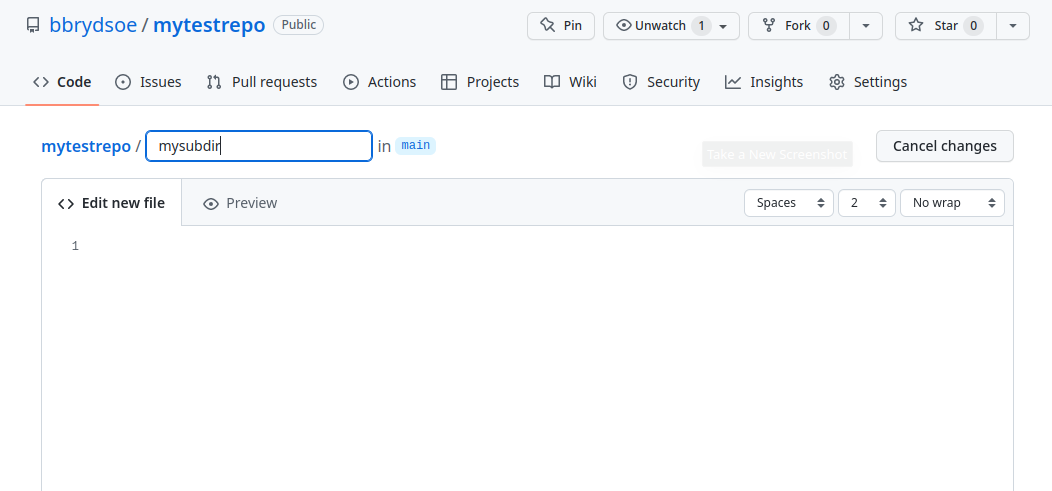 bbrydsoe / mytestrepo Public Pin Unwatch 1 Fork 0 Star 0
Code Issues Pull requests Actions Projects Wiki Security Insights Settings
mytestrepo / mysubdir in main Take a New Screenshot Cancel changes
Edit new file Preview Spaces 2 No wrap
1